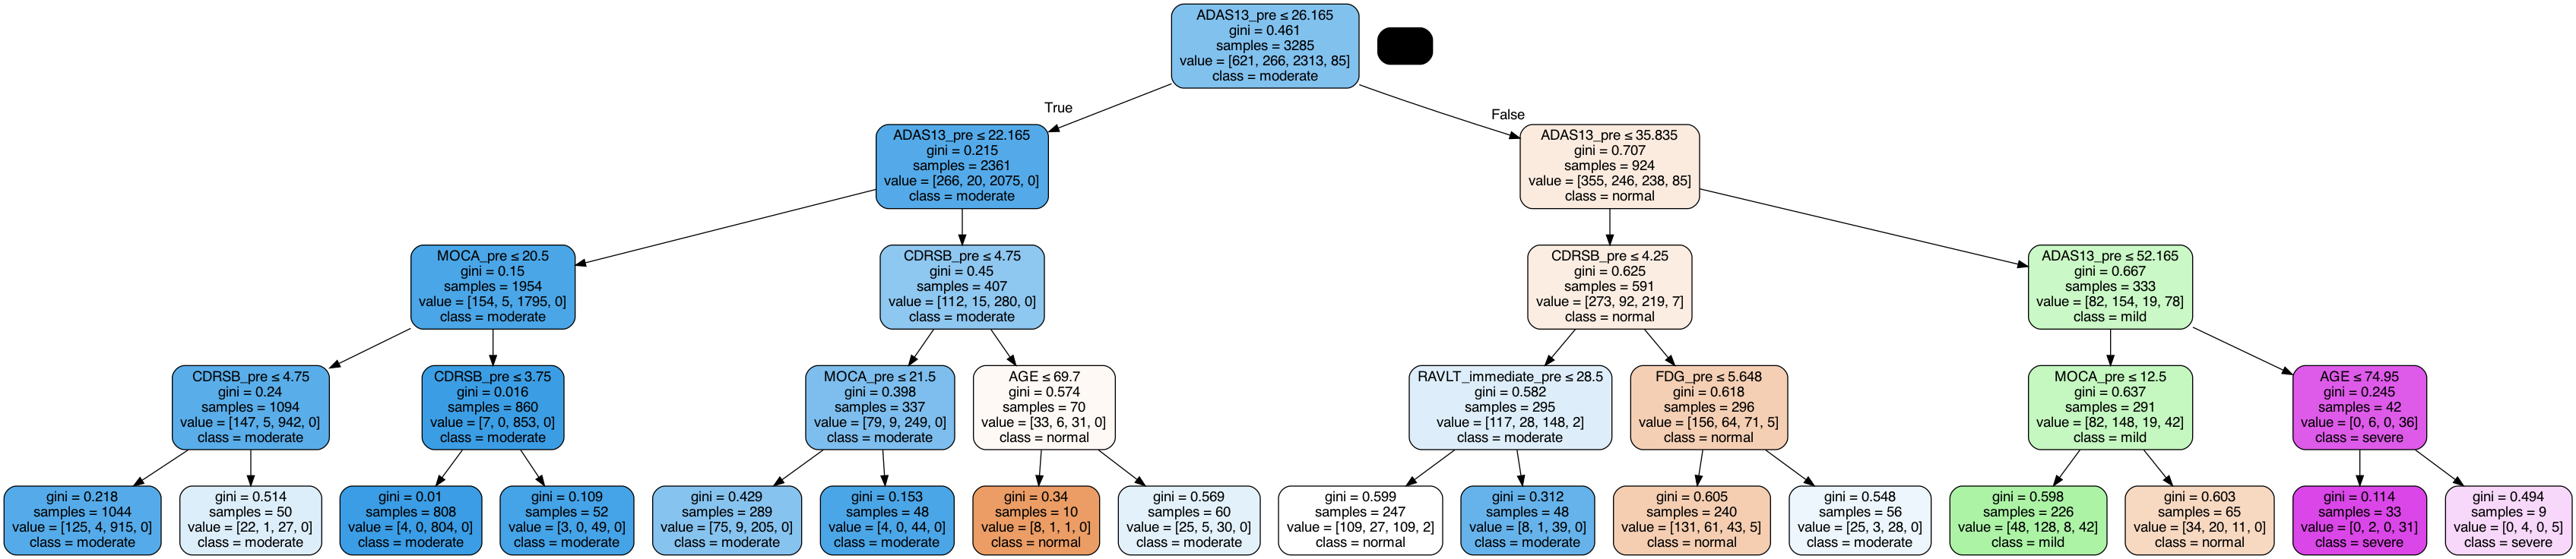 ADAS13_pre ≤ 26.165
gini = 0.461
samples = 3285
value = [621, 266, 2313, 85]
class = moderate
True
False
ADAS13_pre ≤ 22.165
gini = 0.215
samples = 2361
value = [266, 20, 2075, 0]
class = moderate
ADAS13_pre ≤ 35.835
gini = 0.707
samples = 924
value = [355, 246, 238, 85]
class = normal
MOCA_pre ≤ 20.5
gini = 0.15
samples = 1954
value = [154, 5, 1795, 0]
class = moderate
CDRSB_pre ≤ 4.75
gini = 0.45
samples = 407
value = [112, 15, 280, 0]
class = moderate
CDRSB_pre ≤ 4.25
gini = 0.625
samples = 591
value = [273, 92, 219, 7]
class = normal
ADAS13_pre ≤ 52.165
gini = 0.667
samples = 333
value = [82, 154, 19, 78]
class = mild
CDRSB_pre ≤ 4.75
gini = 0.24
samples = 1094
value = [147, 5, 942, 0]
class = moderate
CDRSB_pre ≤ 3.75
gini = 0.016
samples = 860
value = [7, 0, 853, 0]
class = moderate
MOCA_pre ≤ 21.5
gini = 0.398
samples = 337
value = [79, 9, 249, 0]
class = moderate
AGE ≤ 69.7
gini = 0.574
samples = 70
value = [33, 6, 31, 0]
class = normal
RAVLT_immediate_pre ≤ 28.5
gini = 0.582
samples = 295
value = [117, 28, 148, 2]
class = moderate
FDG_pre ≤ 5.648
gini = 0.618
samples = 296
value = [156, 64, 71, 5]
class = normal
MOCA_pre ≤ 12.5
gini = 0.637
samples = 291
value = [82, 148, 19, 42]
class = mild
AGE ≤ 74.95
gini = 0.245
samples = 42
value = [0, 6, 0, 36]
class = severe
gini = 0.218
samples = 1044
value = [125, 4, 915, 0]
class = moderate
gini = 0.514
samples = 50
value = [22, 1, 27, 0]
class = moderate
gini = 0.01
samples = 808
value = [4, 0, 804, 0]
class = moderate
gini = 0.109
samples = 52
value = [3, 0, 49, 0]
class = moderate
gini = 0.429
samples = 289
value = [75, 9, 205, 0]
class = moderate
gini = 0.153
samples = 48
value = [4, 0, 44, 0]
class = moderate
gini = 0.34
samples = 10
value = [8, 1, 1, 0]
class = normal
gini = 0.569
samples = 60
value = [25, 5, 30, 0]
class = moderate
gini = 0.599
samples = 247
value = [109, 27, 109, 2]
class = normal
gini = 0.312
samples = 48
value = [8, 1, 39, 0]
class = moderate
gini = 0.605
samples = 240
value = [131, 61, 43, 5]
class = normal
gini = 0.548
samples = 56
value = [25, 3, 28, 0]
class = moderate
gini = 0.598
samples = 226
value = [48, 128, 8, 42]
class = mild
gini = 0.603
samples = 65
value = [34, 20, 11, 0]
class = normal
gini = 0.114
samples = 33
value = [0, 2, 0, 31]
class = severe
gini = 0.494
samples = 9
value = [0, 4, 0, 5]
class = severe